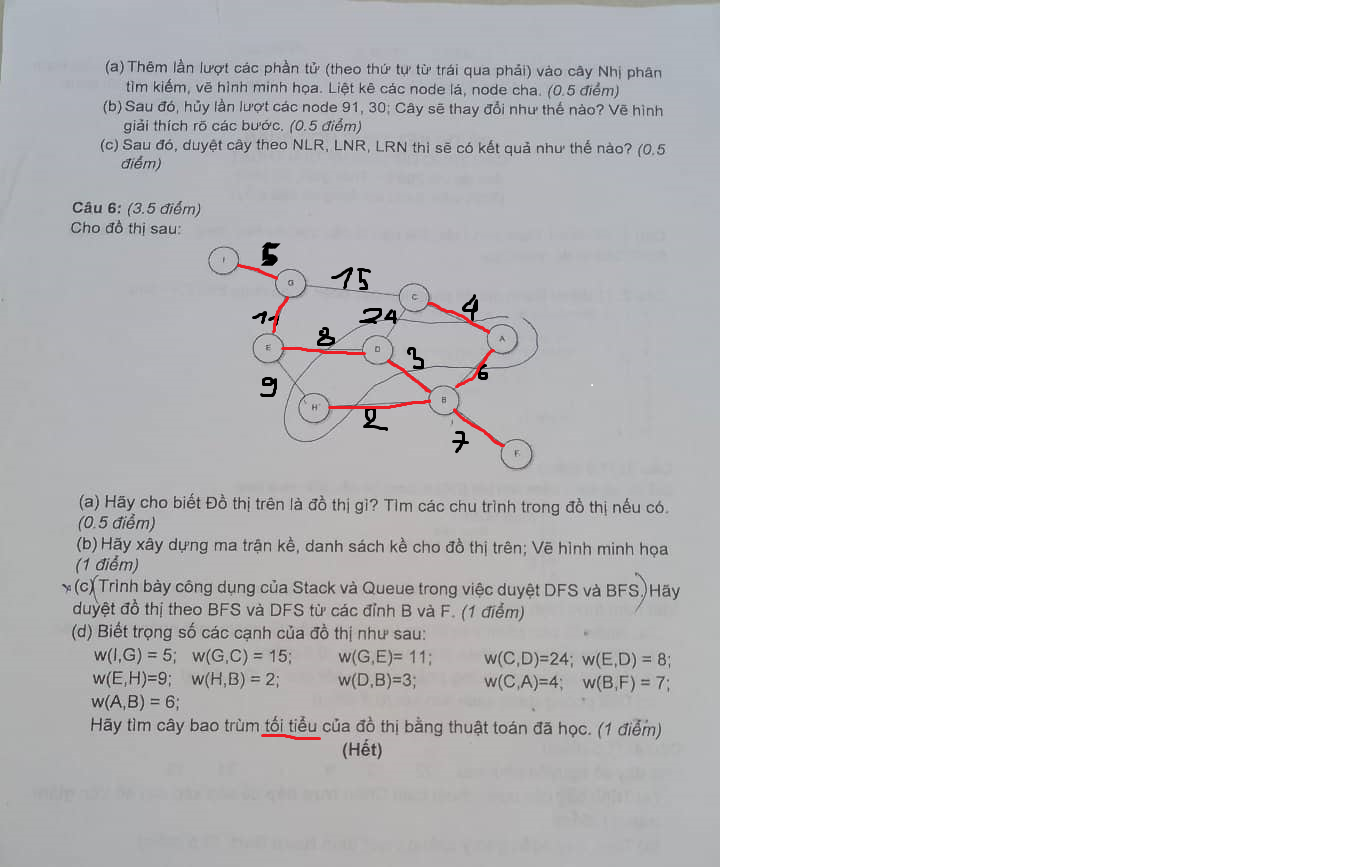 (a) Thêm lần lượt các phần tử (theo thứ tự từ trái qua phải) vào cây Nhị phân
tìm kiếm, vẽ hình minh họa. Liệt kê các node lá, node cha. (0.5 điểm)
(b) Sau đó, hủy lần lượt các node 91, 30; Cây sẽ thay đổi như thế nào? Vẽ hình
giải thích rõ các bước. (0.5 điểm)
(c) Sau đó, duyệt cây theo NLR, LNR, LRN thì sẽ có kết quả như thế nào? (0.5
điểm)
Câu 6: (3.5 điểm)
Cho đồ thị sau:
I
5
G
15
C
4
11
24
8
A
E
D
3
6
9
H
2
B
7
F
(a) Hãy cho biết Đồ thị trên là đồ thị gì? Tìm các chu trình trong đồ thị nếu có.
(0.5 điểm)
(b) Hãy xây dựng ma trận kề, danh sách kề cho đồ thị trên; Vẽ hình minh họa
(1 điểm)
(c) Trình bày công dụng của Stack và Queue trong việc duyệt DFS và BFS. Hãy
duyệt đồ thị theo BFS và DFS từ các đỉnh B và F. (1 điểm)
(d) Biết trọng số các cạnh của đồ thị như sau:
w(I,G) = 5; w(G,C) = 15; w(G,E)= 11; w(C,D)=24; w(E,D) = 8;
w(E,H)=9; w(H,B) = 2; w(D,B)=3; w(C,A)=4; w(B,F) = 7;
w(A,B) = 6;
Hãy tìm cây bao trùm tối tiểu của đồ thị bằng thuật toán đã học. (1 điểm)
(Hết)